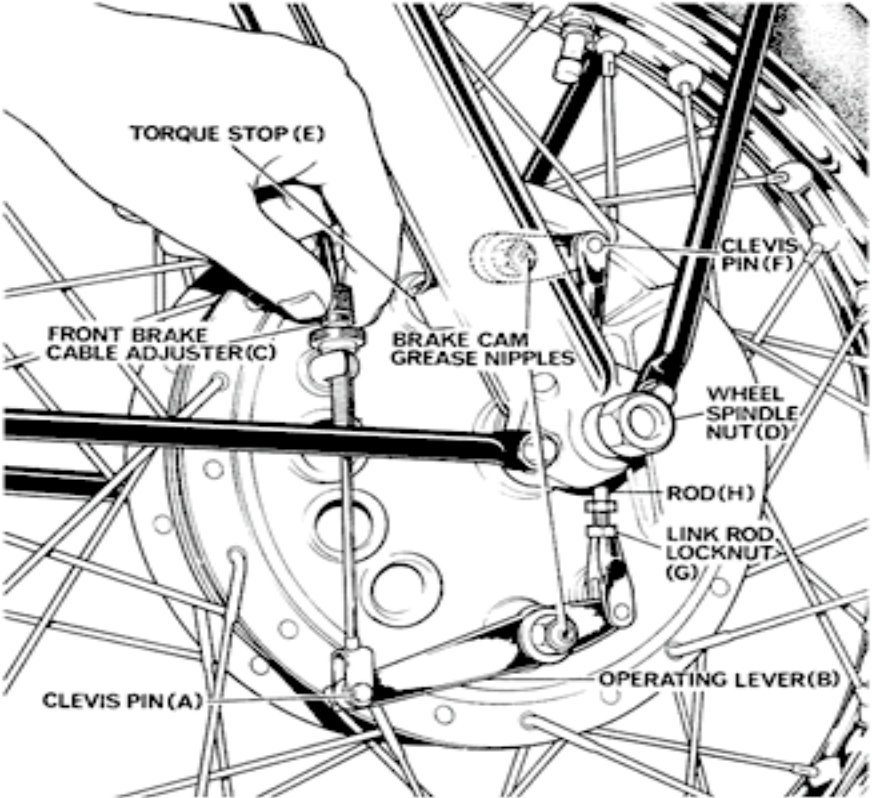 TORQUE STOP (E)
CLEVIS
PIN (F)
FRONT BRAKE
CABLE ADJUSTER (C)
BRAKE CAM
GREASE NIPPLES
WHEEL
SPINDLE
NUT (D)
ROD (H)
LINK ROD
LOCKNUT
(G)
OPERATING LEVER (B)
CLEVIS PIN (A)